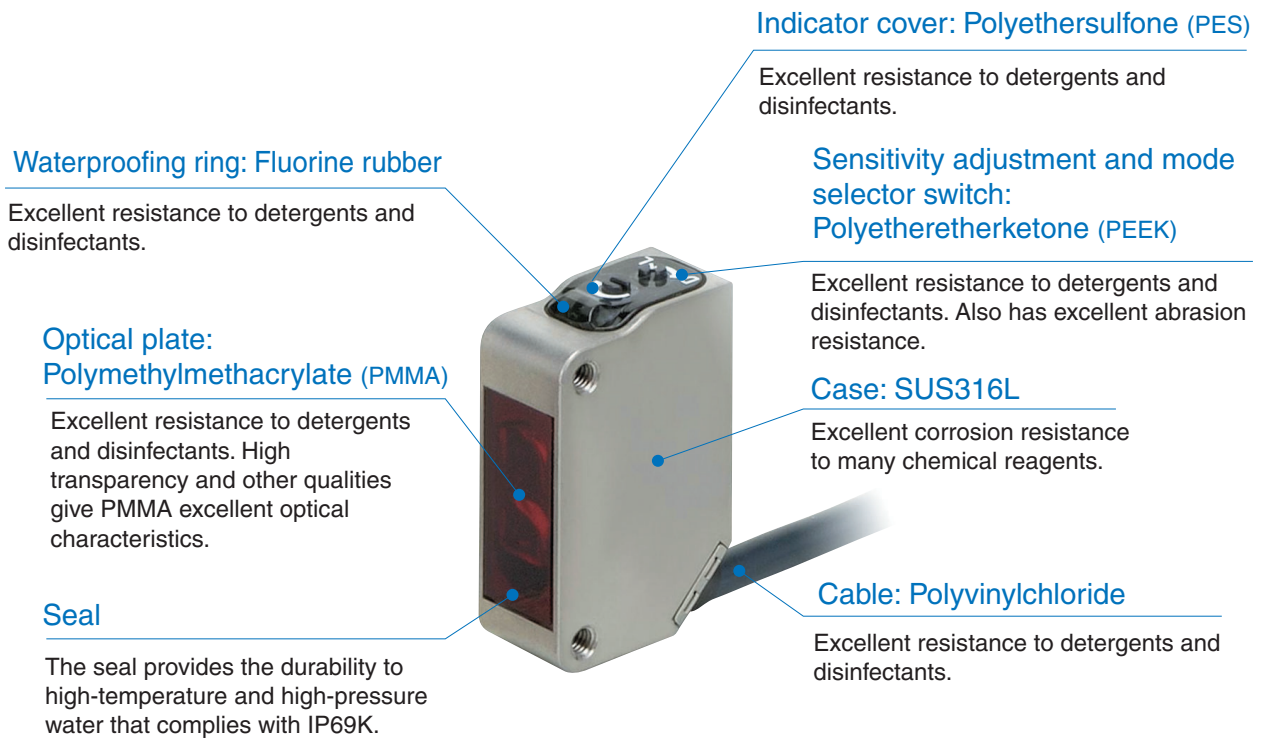 Indicator cover: Polyethersulfone (PES)
Excellent resistance to detergents and
disinfectants.
Waterproofing ring: Fluorine rubber
Excellent resistance to detergents and
disinfectants.
Sensitivity adjustment and mode
selector switch:
Polyetheretherketone (PEEK)
Excellent resistance to detergents and
disinfectants. Also has excellent abrasion
resistance.
Optical plate:
Polymethylmethacrylate (PMMA)
Excellent resistance to detergents
and disinfectants. High
transparency and other qualities
give PMMA excellent optical
characteristics.
Case: SUS316L
Excellent corrosion resistance
to many chemical reagents.
Seal
The seal provides the durability to
high-temperature and high-pressure
water that complies with IP69K.
Cable: Polyvinylchloride
Excellent resistance to detergents and
disinfectants.